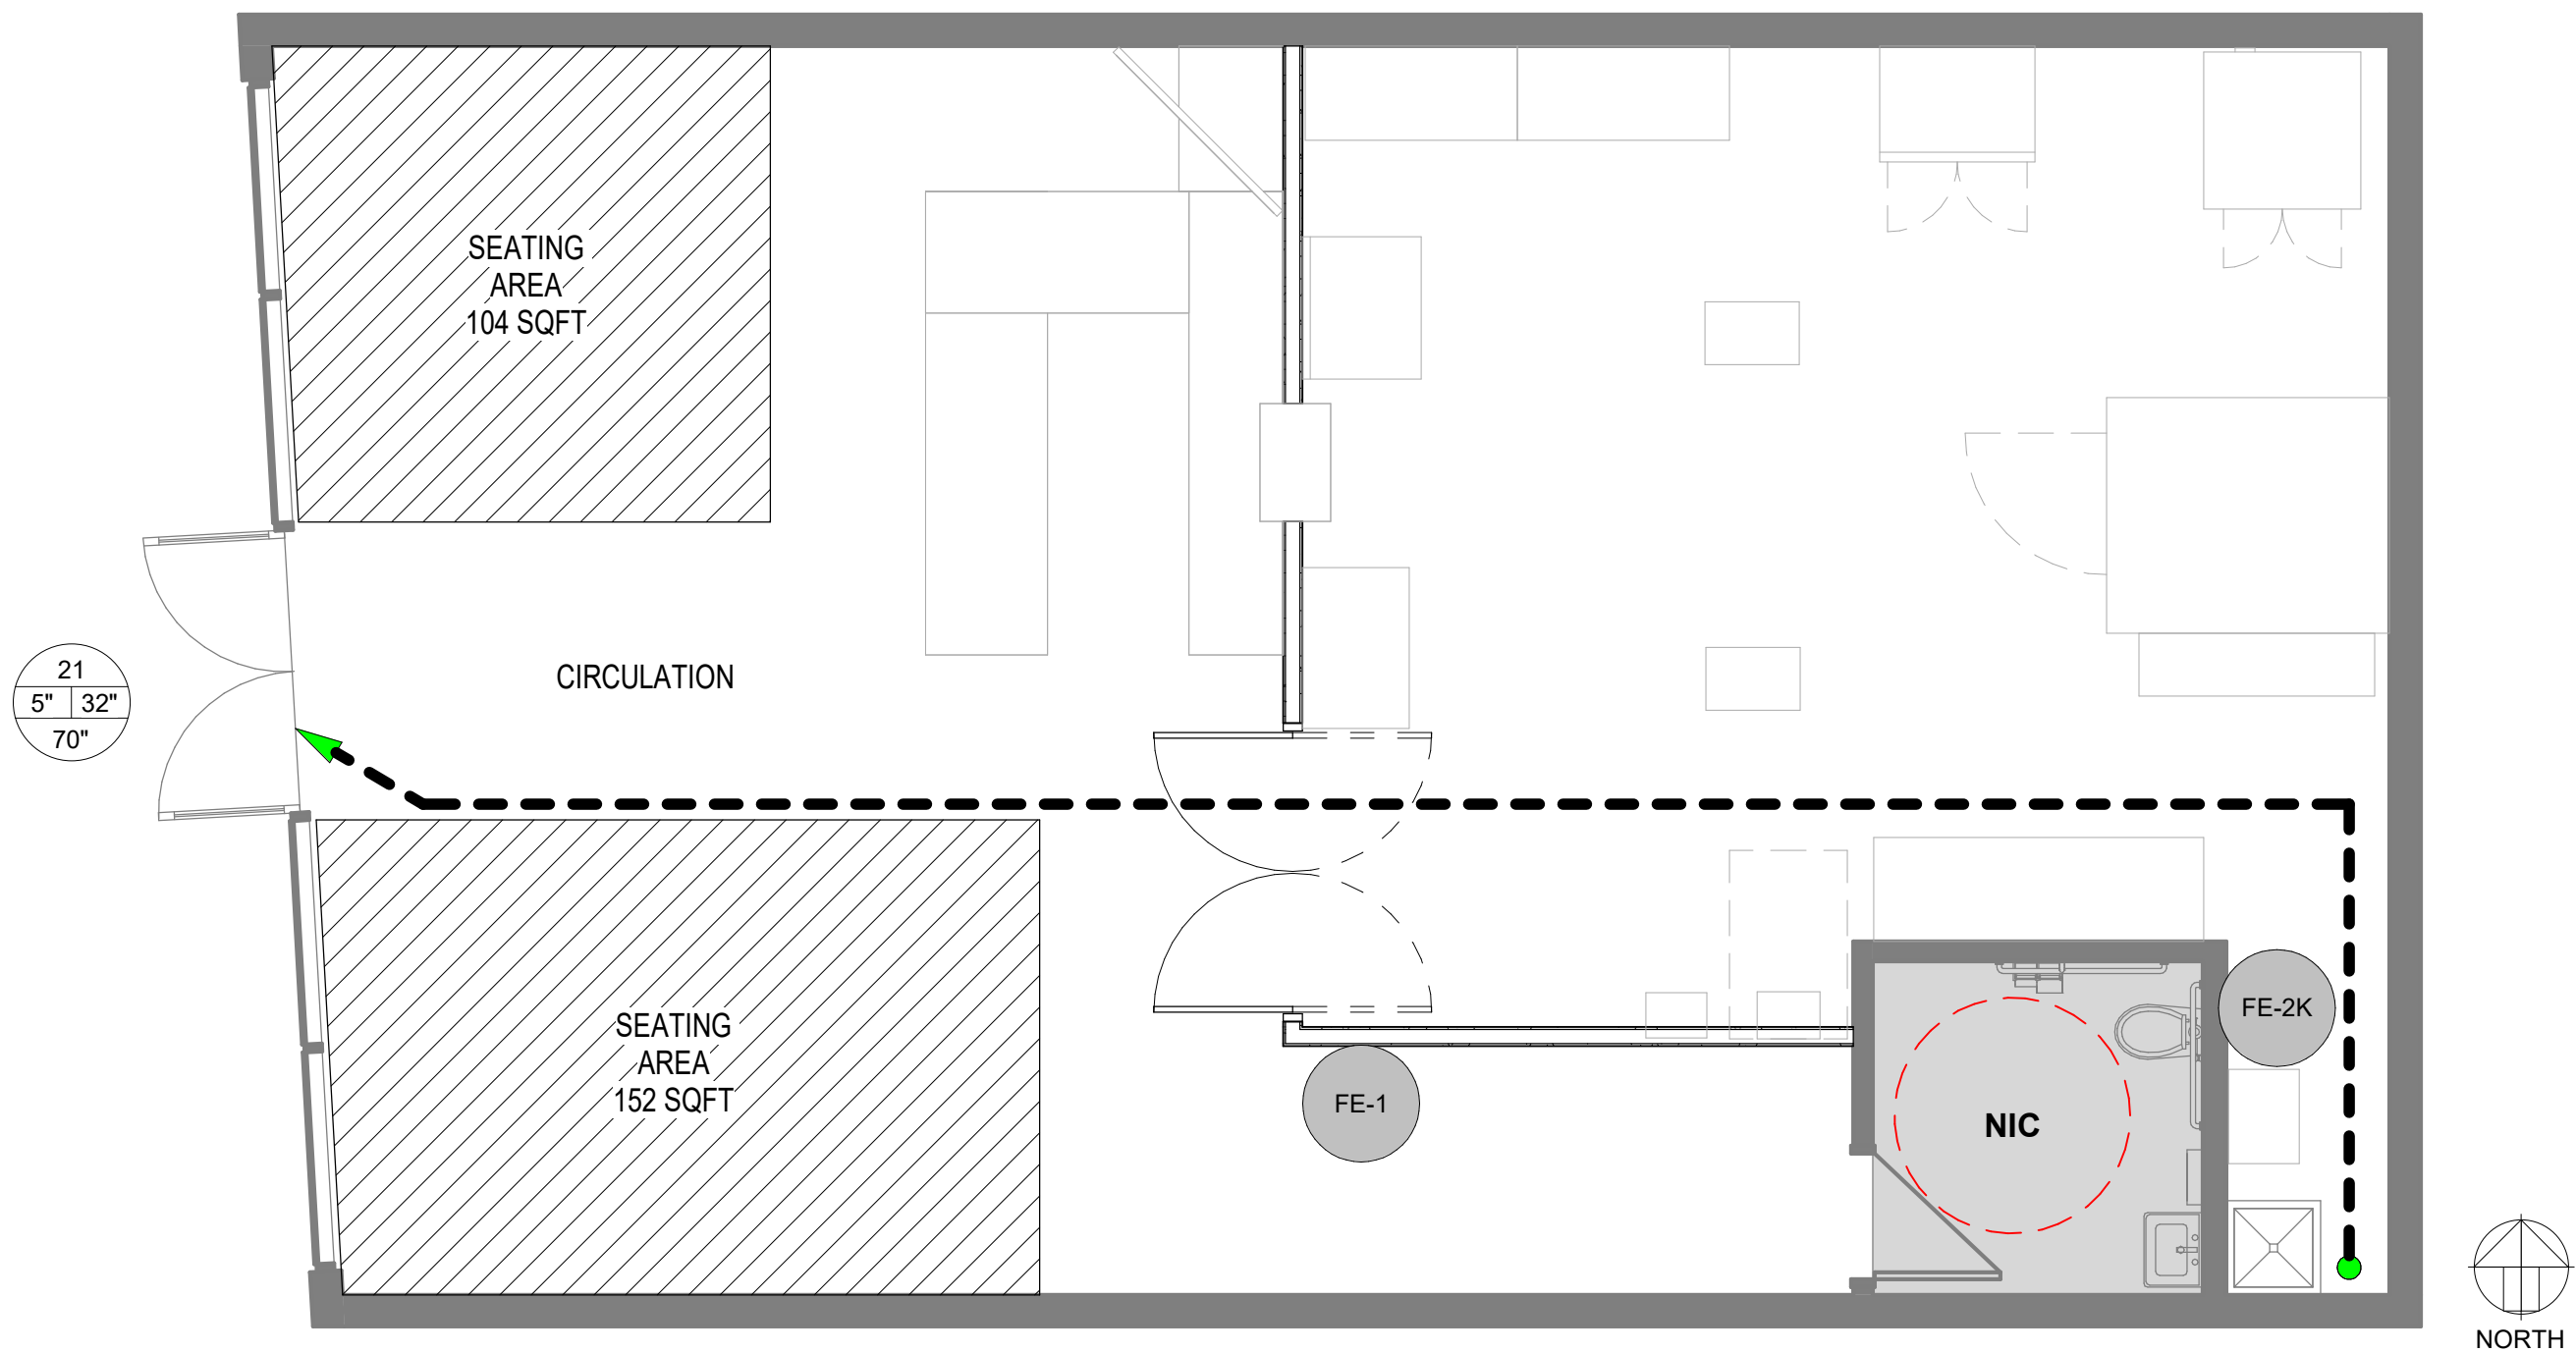 SEATING
AREA
104 SQFT
21
5" 32"
70"
CIRCULATION
SEATING
AREA
152 SQFT
FE-1
FE-2K
NIC
NORTH